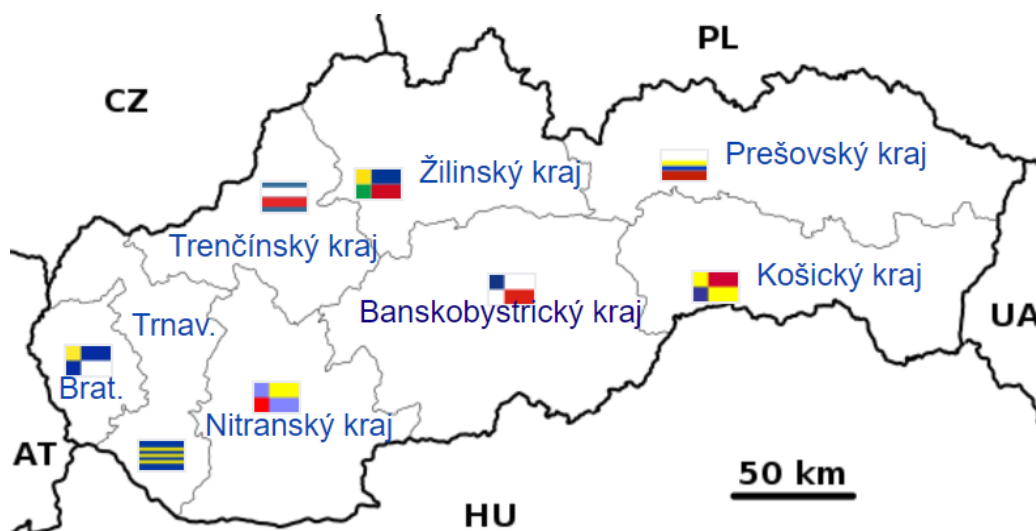 PL
CZ
Prešovský kraj
Žilinský kraj
Trenčínský kraj
Košický kraj
Banskobystrický kraj
UA
Trnav.
Brat.
Nitranský kraj
AT
50 km
HU